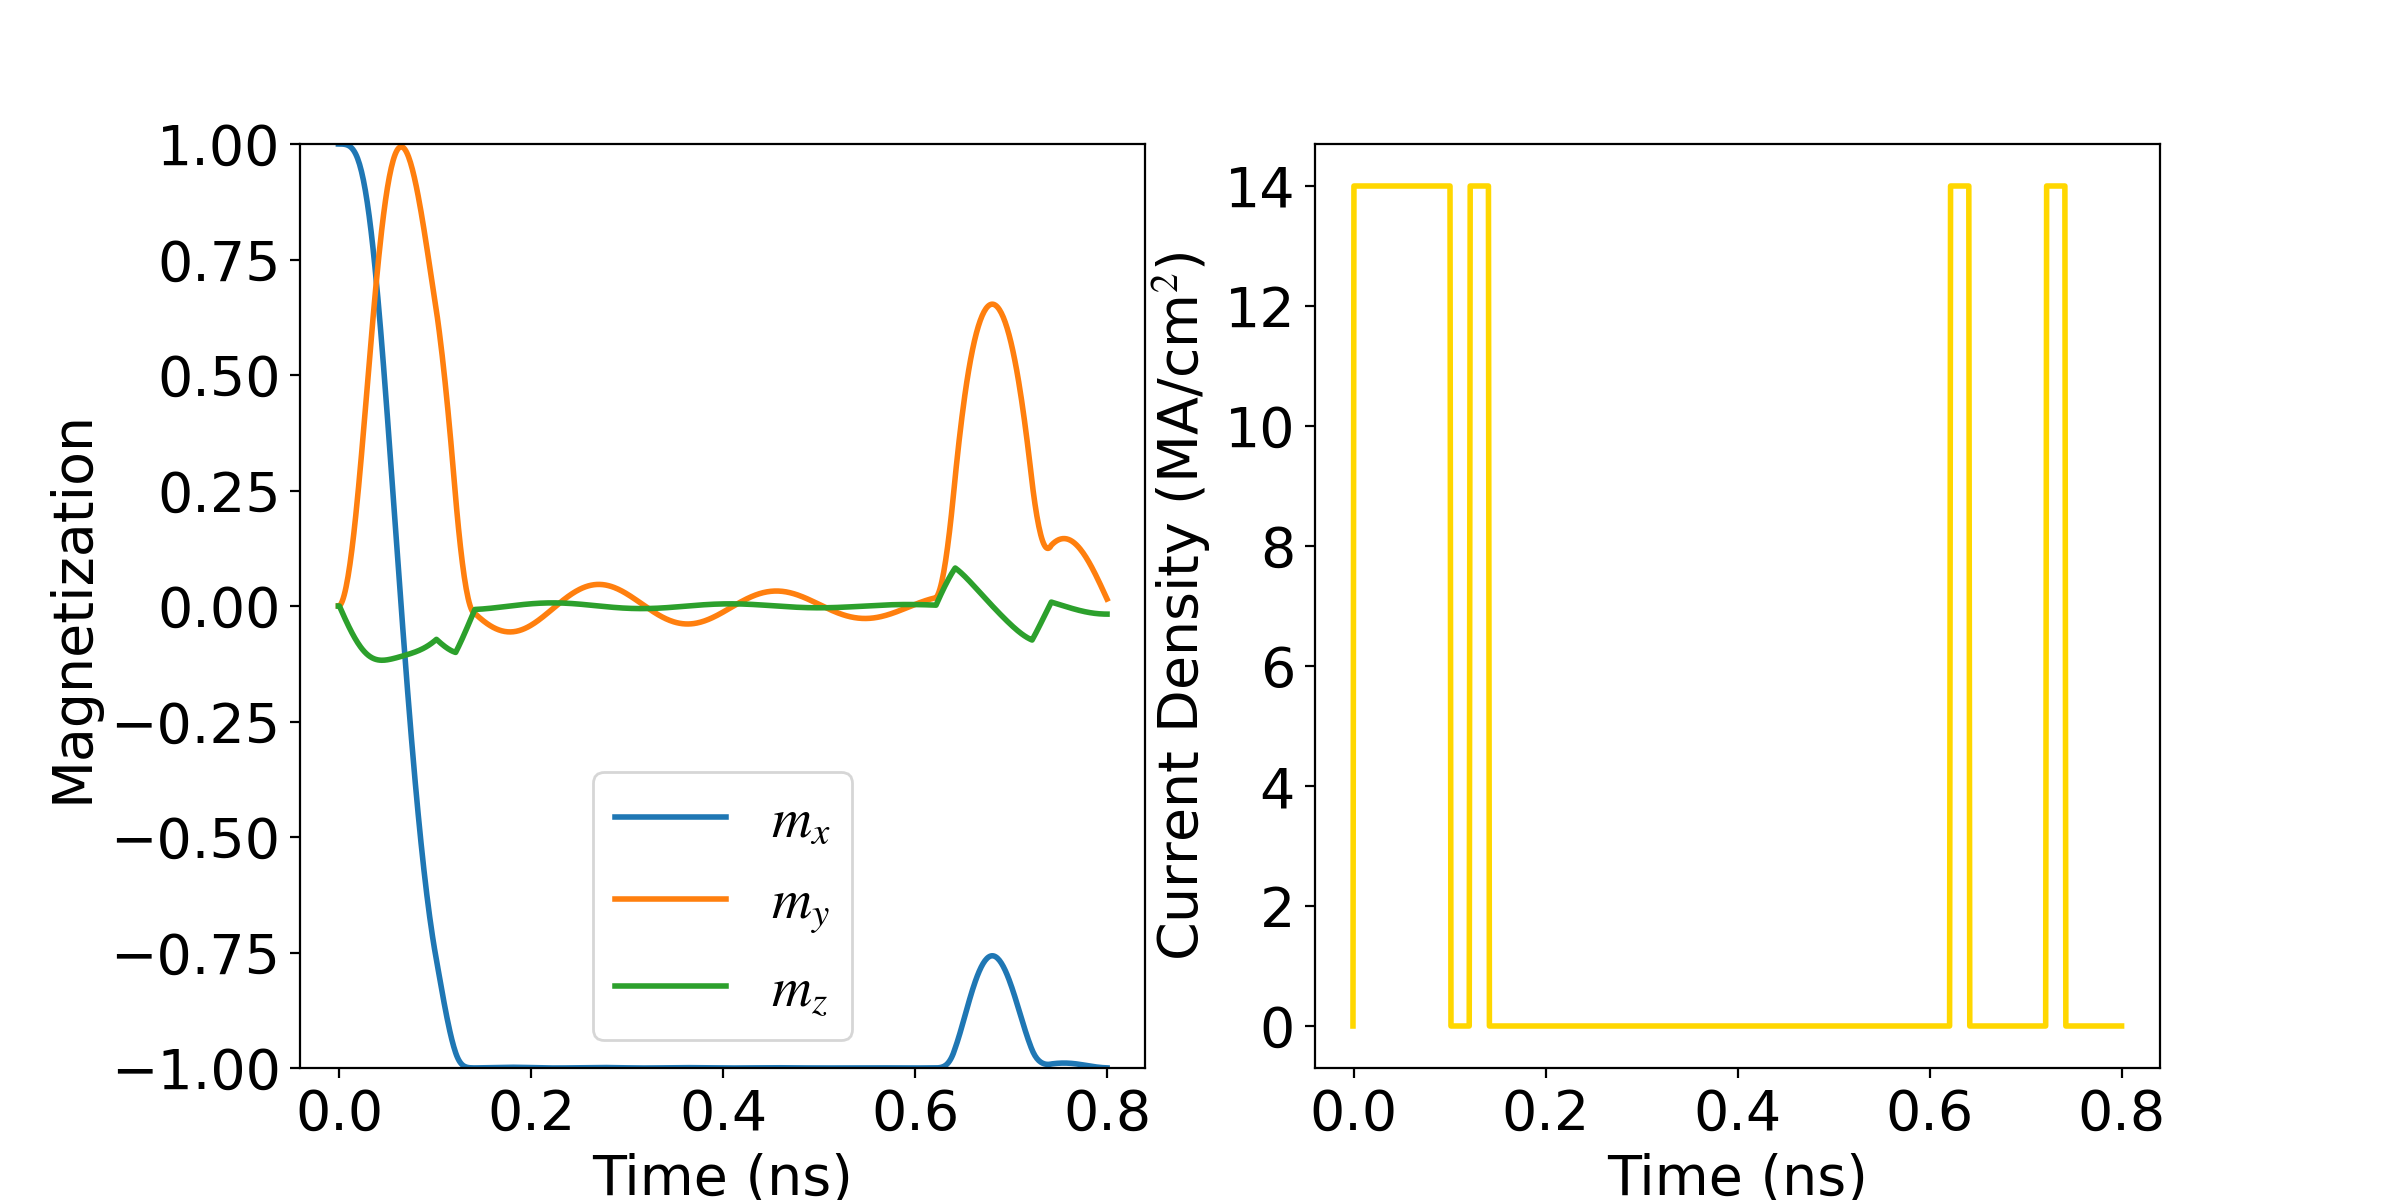 1.00
0.75
0.50
0.25
0.00
−0.25
−0.50
−0.75
−1.00
Magnetization
0.0 0.2 0.4 0.6 0.8
Time (ns)
m_x
m_y
m_z
14
12
10
8
6
4
2
0
Current Density (MA/cm²)
0.0 0.2 0.4 0.6 0.8
Time (ns)